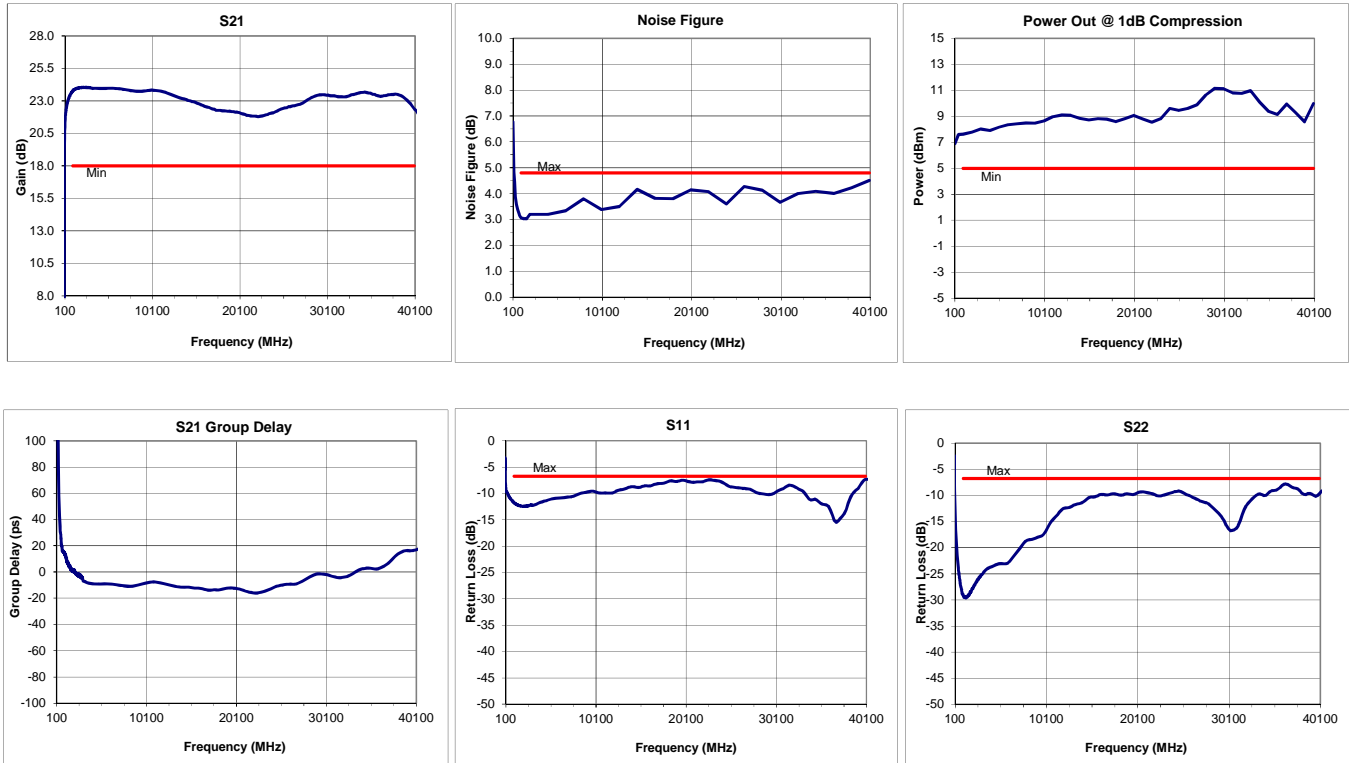 S21
28.0
25.5
23.0
20.5
18.0
15.5
13.0
10.5
8.0
Gain (dB)
Min
100 10100 20100 30100 40100
Frequency (MHz)
Noise Figure
10.0
9.0
8.0
7.0
6.0
5.0
4.0
3.0
2.0
1.0
0.0
Noise Figure (dB)
Max
100 10100 20100 30100 40100
Frequency (MHz)
Power Out @ 1dB Compression
15
13
11
9
7
5
3
1
-1
-3
-5
Power (dBm)
Min
100 10100 20100 30100 40100
Frequency (MHz)
S21 Group Delay
100
80
60
40
20
0
-20
-40
-60
-80
-100
Group Delay (ps)
100 10100 20100 30100 40100
Frequency (MHz)
S11
0
-5
-10
-15
-20
-25
-30
-35
-40
-45
-50
Return Loss (dB)
Max
100 10100 20100 30100 40100
Frequency (MHz)
S22
0
-5
-10
-15
-20
-25
-30
-35
-40
-45
-50
Return Loss (dB)
Max
100 10100 20100 30100 40100
Frequency (MHz)